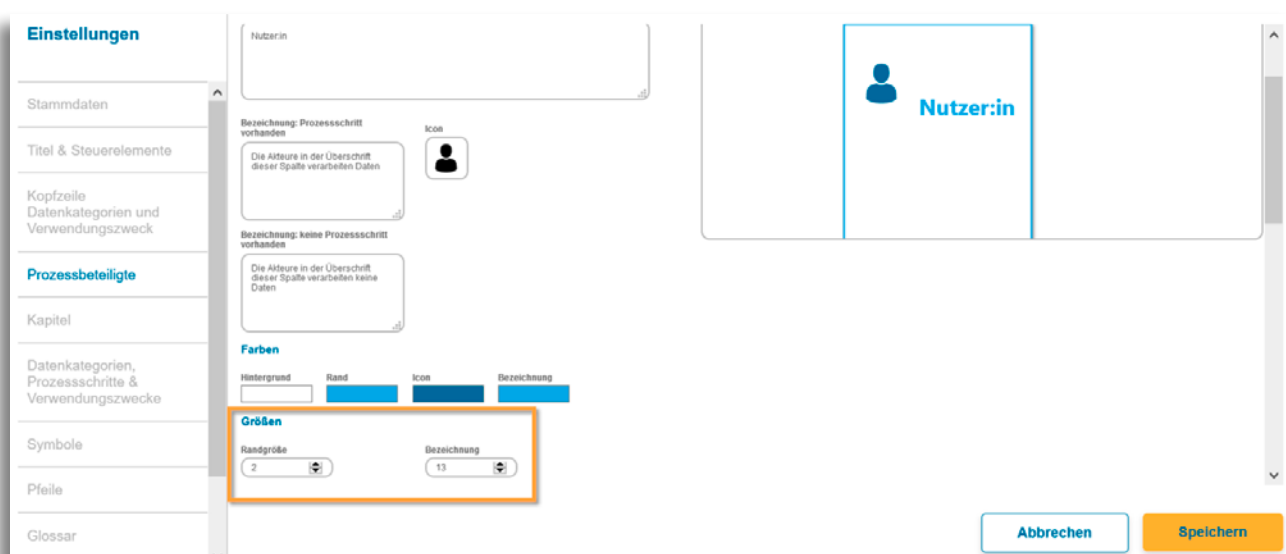 Einstellungen
Stammdaten
Titel & Steuerelemente
Kopfzeile
Datenkategorien und
Verwendungszweck
Prozessbeteiligte
Kapitel
Datenkategorien,
Prozessschritte &
Verwendungszwecke
Symbole
Pfeile
Glossar
Nutzer:in
Bezeichnung: Prozessschritt
vorhanden
Icon
Die Akteure in der Überschrift
dieser Spalte verarbeiten Daten
Bezeichnung: keine Prozessschritt
vorhanden
Die Akteure in der Überschrift
dieser Spalte verarbeiten keine
Daten
Farben
Hintergrund Rand Icon Bezeichnung
Größen
Randgröße Bezeichnung
2 13
Nutzer:in
Abbrechen Speichern